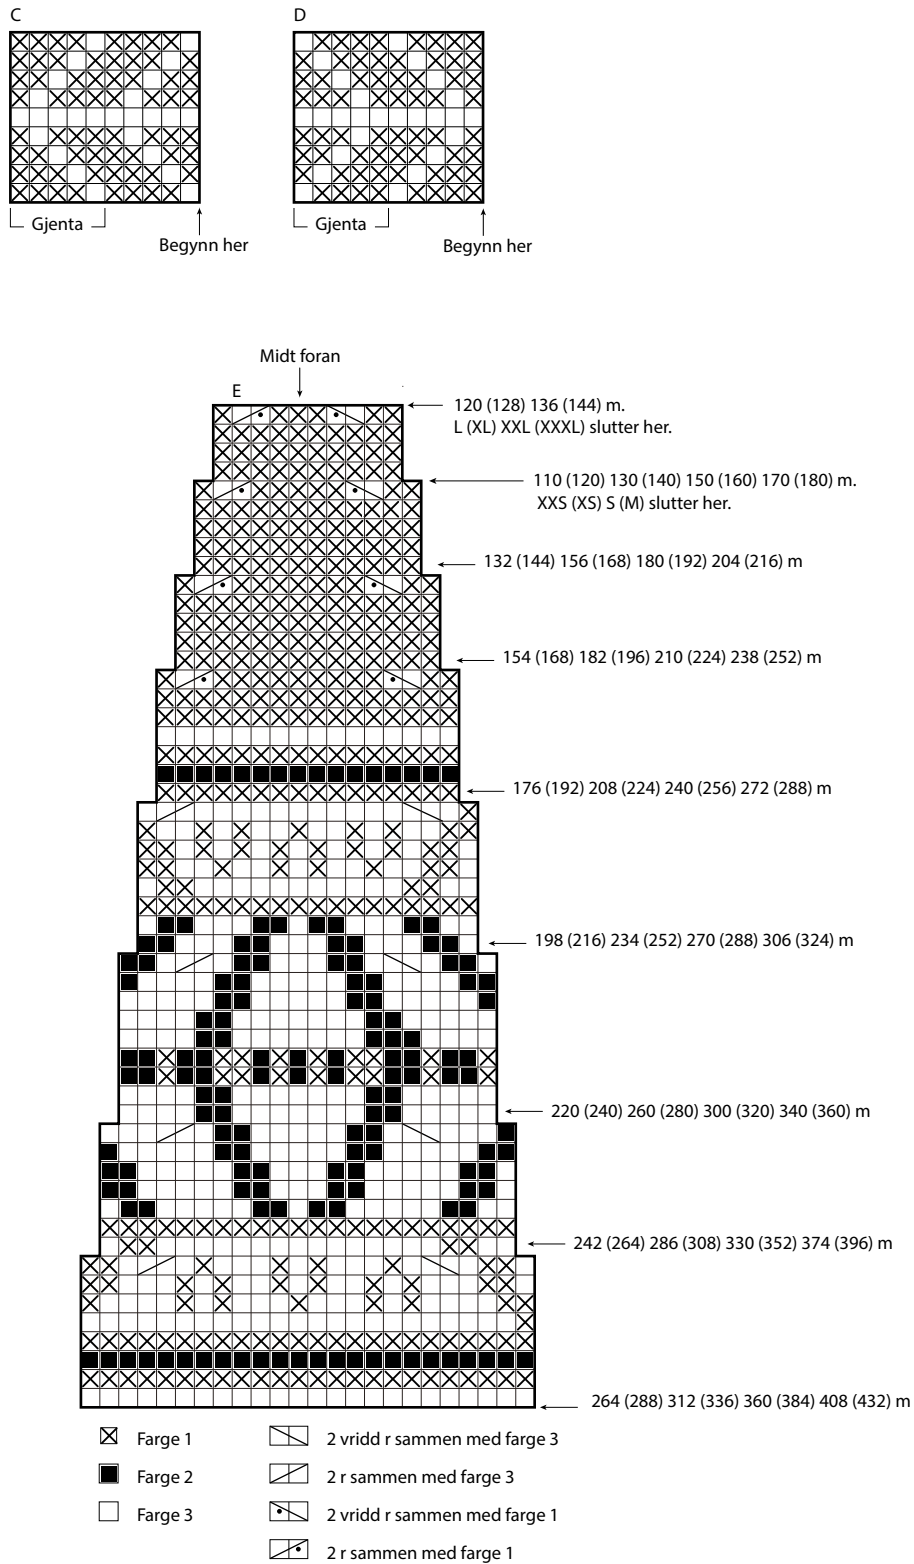 C
D
Gjenta
Begynn her
Gjenta
Begynn her
Midt foran
E
120 (128) 136 (144) m.
L (XL) XXL (XXXL) slutter her.
110 (120) 130 (140) 150 (160) 170 (180) m.
XXS (XS) S (M) slutter her.
132 (144) 156 (168) 180 (192) 204 (216) m
154 (168) 182 (196) 210 (224) 238 (252) m
176 (192) 208 (224) 240 (256) 272 (288) m
198 (216) 234 (252) 270 (288) 306 (324) m
220 (240) 260 (280) 300 (320) 340 (360) m
242 (264) 286 (308) 330 (352) 374 (396) m
264 (288) 312 (336) 360 (384) 408 (432) m
Farge 1
Farge 2
Farge 3
2 vridd r sammen med farge 3
2 r sammen med farge 3
2 vridd r sammen med farge 1
2 r sammen med farge 1